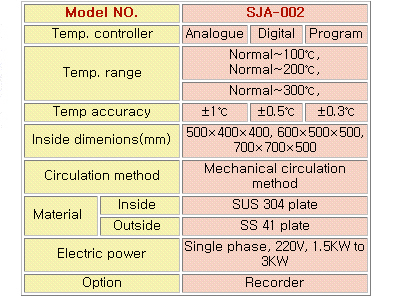 Model NO. SJA-002
Temp. controller Analogue Digital Program
Temp. range Normal~100℃,
Normal~200℃,
Normal~300℃,
Temp accuracy ±1℃ ±0.5℃ ±0.3℃
Inside dimenions(mm) 500×400×400, 600×500×500,
700×700×500
Circulation method Mechanical circulation
method
Material Inside SUS 304 plate
Outside SS 41 plate
Electric power Single phase, 220V, 1.5KW to
3KW
Option Recorder